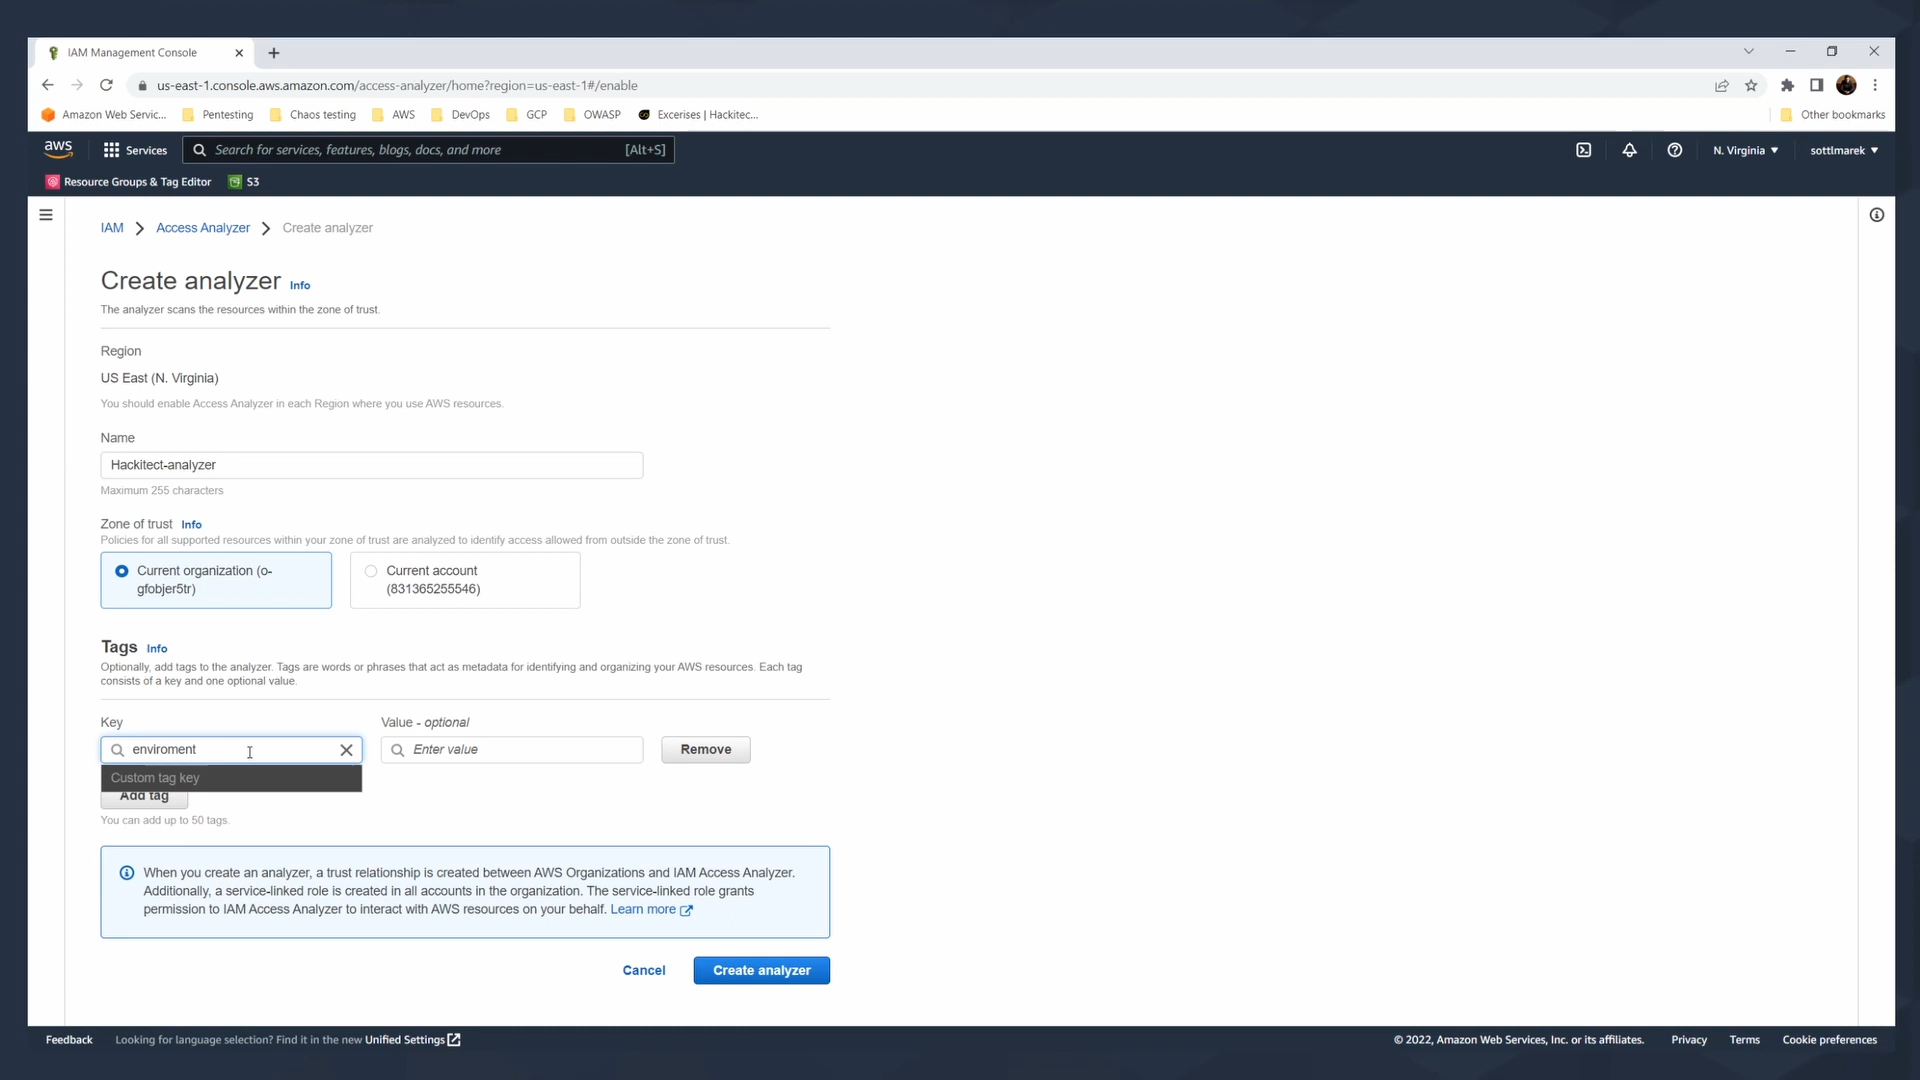 IAM Management Console
us-east-1.console.aws.amazon.com/access-analyzer/home?region=us-east-1#/enable
Amazon Web Servic... Pentesting Chaos testing AWS DevOps GCP OWASP Excerises | Hackitec... Other bookmarks
aws Services Search for services, features, blogs, docs, and more [Alt+S] N. Virginia sottlmarek
Resource Groups & Tag Editor S3
IAM Access Analyzer Create analyzer
Create analyzer Info
The analyzer scans the resources within the zone of trust.
Region
US East (N. Virginia)
You should enable Access Analyzer in each Region where you use AWS resources.
Name
Hackitect-analyzer
Maximum 255 characters
Zone of trust Info
Policies for all supported resources within your zone of trust are analyzed to identify access allowed from outside the zone of trust.
Current organization (o-
gfobjer5tr)
Current account
(831365255546)
Tags Info
Optionally, add tags to the analyzer. Tags are words or phrases that act as metadata for identifying and organizing your AWS resources. Each tag
consists of a key and one optional value.
Key Value - optional
enviroment Enter value Remove
Custom tag key
Add tag
You can add up to 50 tags.
When you create an analyzer, a trust relationship is created between AWS Organizations and IAM Access Analyzer.
Additionally, a service-linked role is created in all accounts in the organization. The service-linked role grants
permission to IAM Access Analyzer to interact with AWS resources on your behalf. Learn more
Cancel Create analyzer
Feedback Looking for language selection? Find it in the new Unified Settings © 2022, Amazon Web Services, Inc. or its affiliates. Privacy Terms Cookie preferences